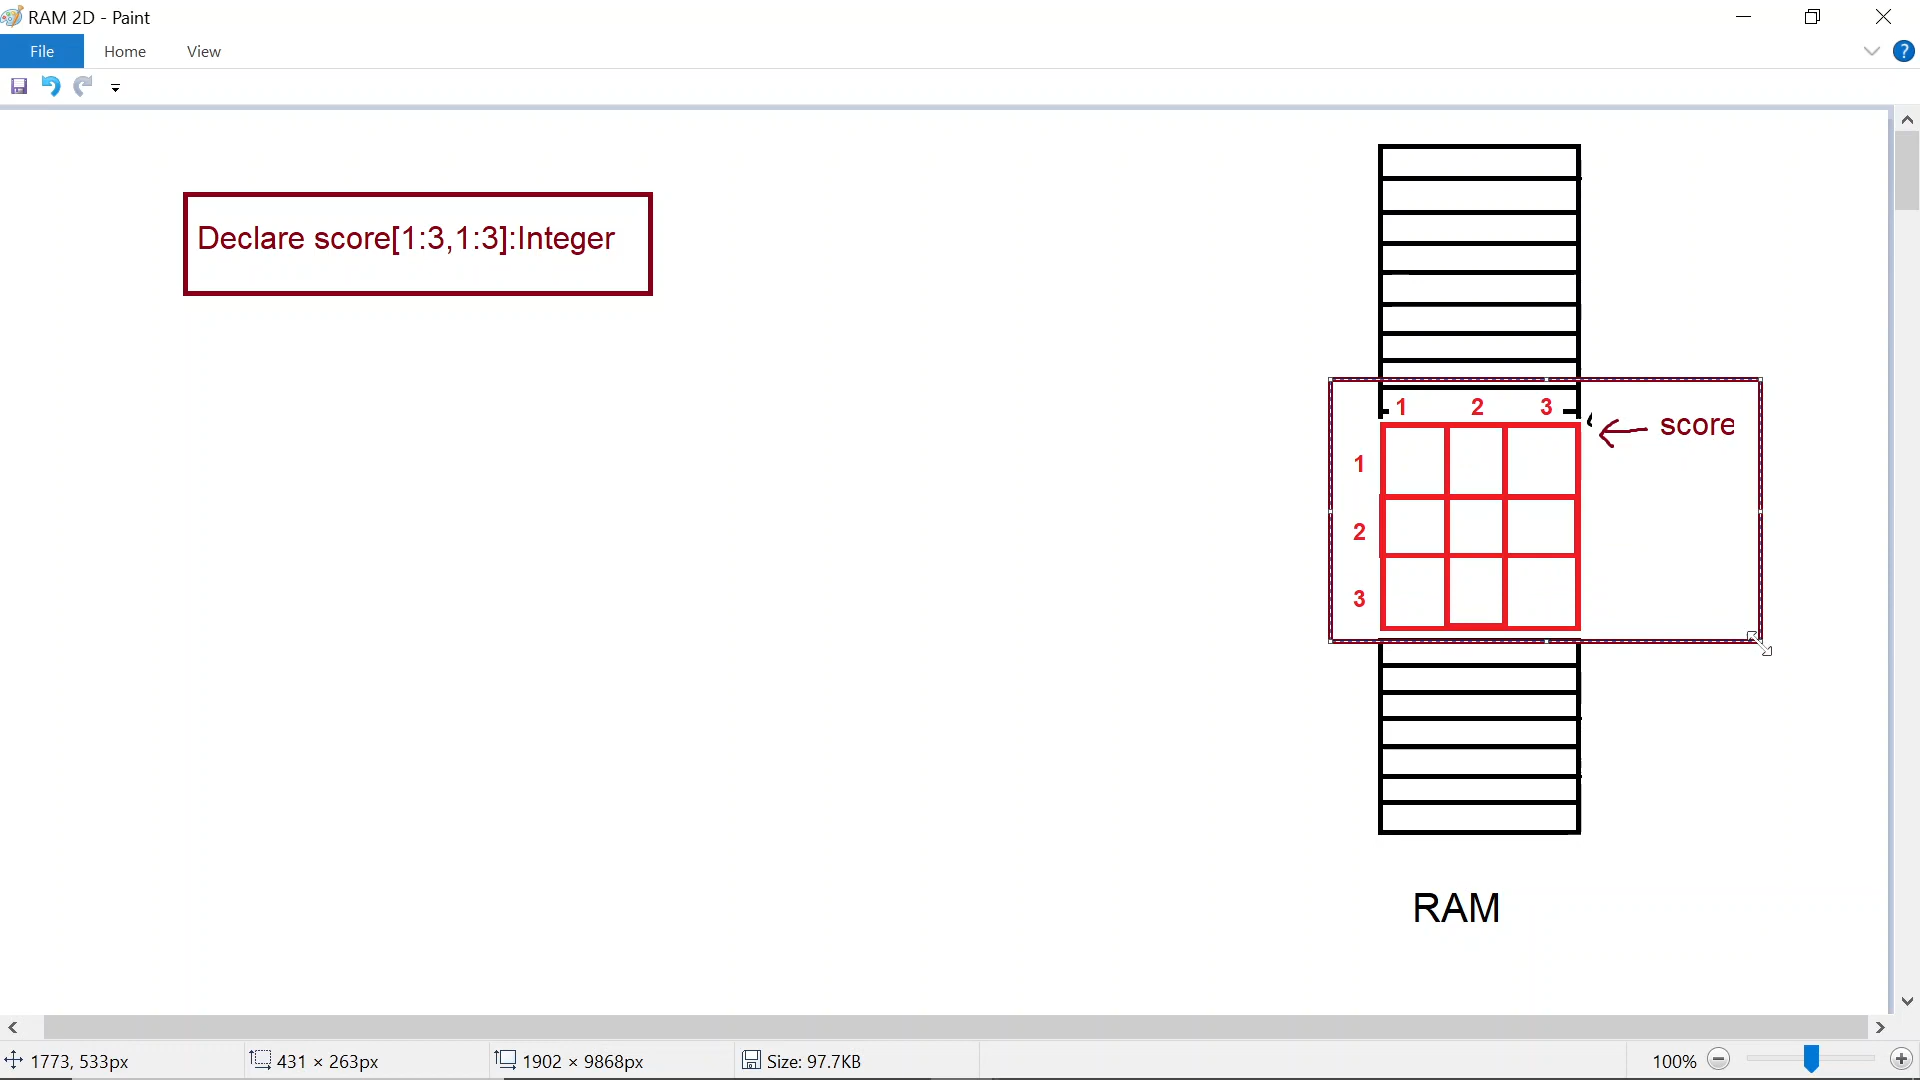 RAM 2D - Paint
File Home View
Declare score[1:3,1:3]:Integer
1 2 3
score
1
2
3
RAM
1773, 533px 431 × 263px 1902 × 9868px Size: 97.7KB 100%